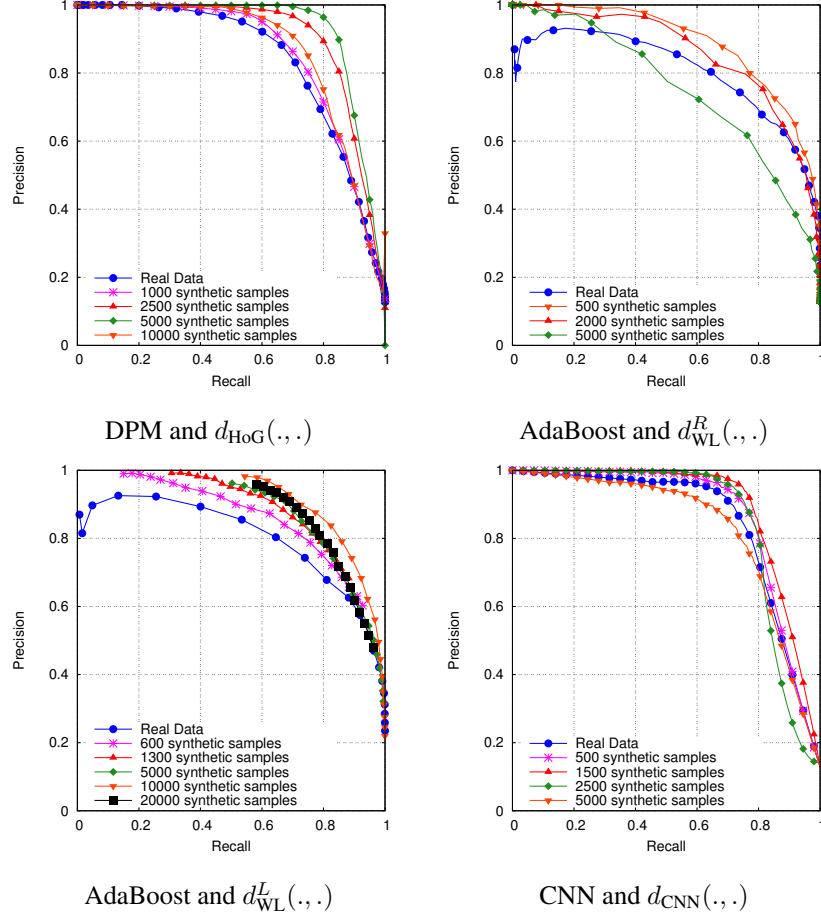 1
0.8
0.6
0.4
0.2
0
Precision
Real Data
1000 synthetic samples
2500 synthetic samples
5000 synthetic samples
10000 synthetic samples
0 0.2 0.4 0.6 0.8 1
Recall
DPM and d_HoG(.,.)
1
0.8
0.6
0.4
0.2
0
Precision
Real Data
500 synthetic samples
2000 synthetic samples
5000 synthetic samples
0 0.2 0.4 0.6 0.8 1
Recall
AdaBoost and d^R_WL(.,.)
1
0.8
0.6
0.4
0.2
0
Precision
Real Data
600 synthetic samples
1300 synthetic samples
5000 synthetic samples
10000 synthetic samples
20000 synthetic samples
0 0.2 0.4 0.6 0.8 1
Recall
AdaBoost and d^L_WL(.,.)
1
0.8
0.6
0.4
0.2
0
Precision
Real Data
500 synthetic samples
1500 synthetic samples
2500 synthetic samples
5000 synthetic samples
0 0.2 0.4 0.6 0.8 1
Recall
CNN and d_CNN(.,.)